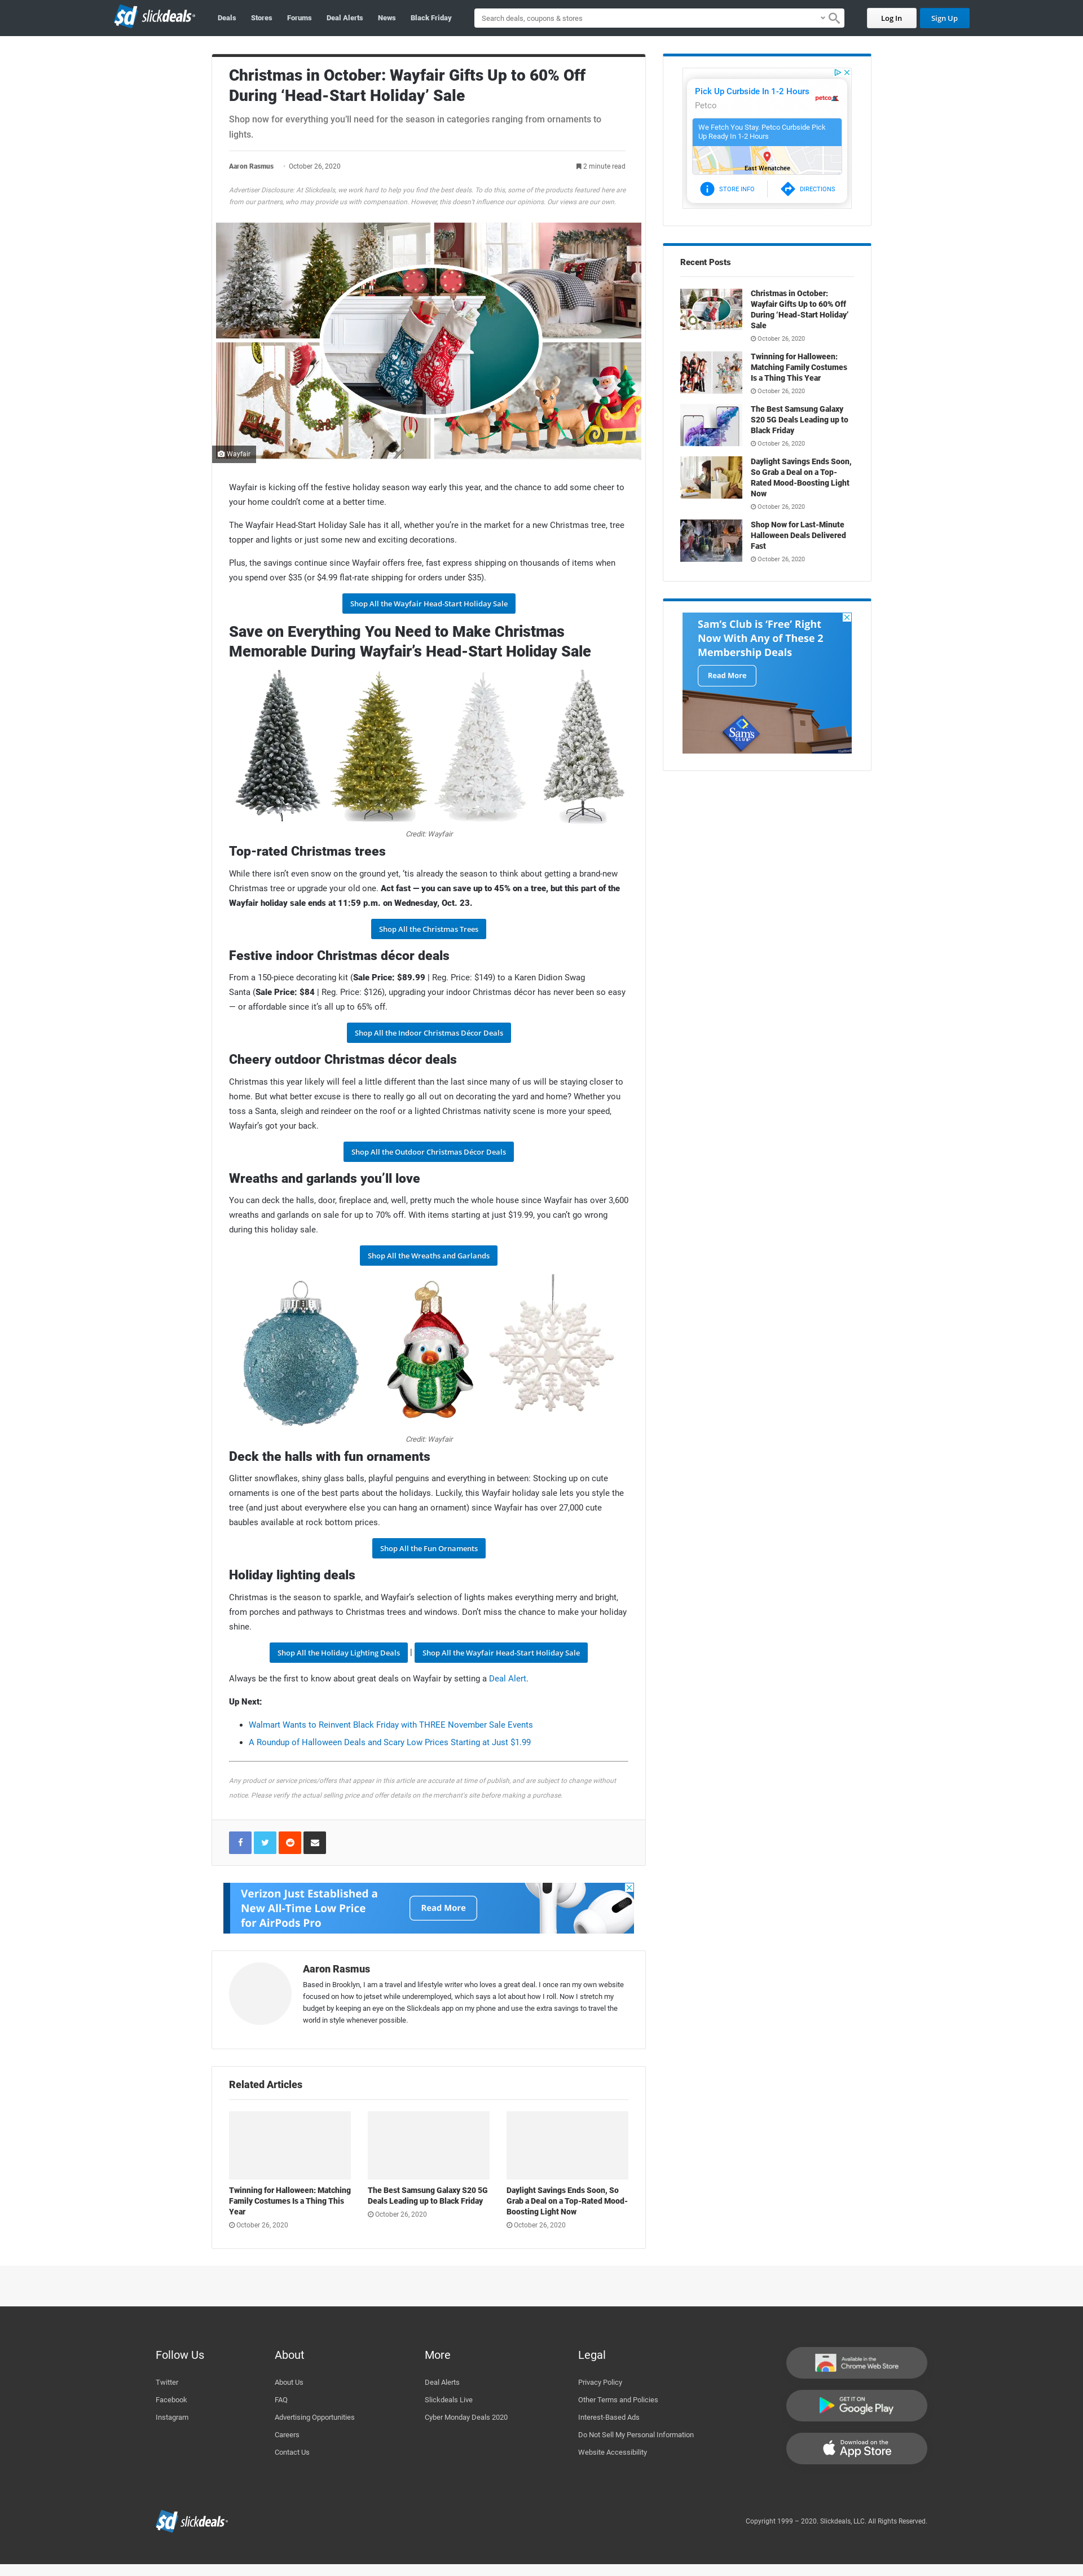 sd slickdeals
Deals
Stores
Forums
Deal Alerts
News
Black Friday
Search deals, coupons & stores
Log In
Sign Up
Christmas in October: Wayfair Gifts Up to 60% Off
During ‘Head-Start Holiday’ Sale
Shop now for everything you’ll need for the season in categories ranging from ornaments to
lights.
Aaron Rasmus - October 26, 2020
2 minute read
Advertiser Disclosure: At Slickdeals, we work hard to help you find the best deals. To do this, some of the products featured here are
from our partners, who may provide us with compensation. However, this doesn’t influence our opinions. Our views are our own.
Wayfair
Wayfair is kicking off the festive holiday season way early this year, and the chance to add some cheer to
your home couldn’t come at a better time.
The Wayfair Head-Start Holiday Sale has it all, whether you’re in the market for a new Christmas tree, tree
topper and lights or just some new and exciting decorations.
Plus, the savings continue since Wayfair offers free, fast express shipping on thousands of items when
you spend over $35 (or $4.99 flat-rate shipping for orders under $35).
Shop All the Wayfair Head-Start Holiday Sale
Save on Everything You Need to Make Christmas
Memorable During Wayfair’s Head-Start Holiday Sale
Credit: Wayfair
Top-rated Christmas trees
While there isn’t even snow on the ground yet, ’tis already the season to think about getting a brand-new
Christmas tree or upgrade your old one. Act fast — you can save up to 45% on a tree, but this part of the
Wayfair holiday sale ends at 11:59 p.m. on Wednesday, Oct. 23.
Shop All the Christmas Trees
Festive indoor Christmas décor deals
From a 150-piece decorating kit (Sale Price: $89.99 | Reg. Price: $149) to a Karen Didion Swag
Santa (Sale Price: $84 | Reg. Price: $126), upgrading your indoor Christmas décor has never been so easy
— or affordable since it’s all up to 65% off.
Shop All the Indoor Christmas Décor Deals
Cheery outdoor Christmas décor deals
Christmas this year likely will feel a little different than the last since many of us will be staying closer to
home. But what better excuse is there to really go all out on decorating the yard and home? Whether you
toss a Santa, sleigh and reindeer on the roof or a lighted Christmas nativity scene is more your speed,
Wayfair’s got your back.
Shop All the Outdoor Christmas Décor Deals
Wreaths and garlands you’ll love
You can deck the halls, door, fireplace and, well, pretty much the whole house since Wayfair has over 3,600
wreaths and garlands on sale for up to 70% off. With items starting at just $19.99, you can’t go wrong
during this holiday sale.
Shop All the Wreaths and Garlands
Credit: Wayfair
Deck the halls with fun ornaments
Glitter snowflakes, shiny glass balls, playful penguins and everything in between: Stocking up on cute
ornaments is one of the best parts about the holidays. Luckily, this Wayfair holiday sale lets you style the
tree (and just about everywhere else you can hang an ornament) since Wayfair has over 27,000 cute
baubles available at rock bottom prices.
Shop All the Fun Ornaments
Holiday lighting deals
Christmas is the season to sparkle, and Wayfair’s selection of lights makes everything merry and bright,
from porches and pathways to Christmas trees and windows. Don’t miss the chance to make your holiday
shine.
Shop All the Holiday Lighting Deals | Shop All the Wayfair Head-Start Holiday Sale
Always be the first to know about great deals on Wayfair by setting a Deal Alert.
Up Next:
Walmart Wants to Reinvent Black Friday with THREE November Sale Events
A Roundup of Halloween Deals and Scary Low Prices Starting at Just $1.99
Any product or service prices/offers that appear in this article are accurate at time of publish, and are subject to change without
notice. Please verify the actual selling price and offer details on the merchant's site before making a purchase.
Verizon Just Established a
New All-Time Low Price
for AirPods Pro
Read More
Aaron Rasmus
Based in Brooklyn, I am a travel and lifestyle writer who loves a great deal. I once ran my own website
focused on how to jetset while underemployed, which says a lot about how I roll. Now I stretch my
budget by keeping an eye on the Slickdeals app on my phone and use the extra savings to travel the
world in style whenever possible.
Related Articles
Twinning for Halloween: Matching
Family Costumes Is a Thing This
Year
October 26, 2020
The Best Samsung Galaxy S20 5G
Deals Leading up to Black Friday
October 26, 2020
Daylight Savings Ends Soon, So
Grab a Deal on a Top-Rated Mood-
Boosting Light Now
October 26, 2020
Pick Up Curbside In 1-2 Hours
Petco
petco
We Fetch You Stay. Petco Curbside Pick
Up Ready In 1-2 Hours
East Wenatchee
STORE INFO
DIRECTIONS
Recent Posts
Christmas in October:
Wayfair Gifts Up to 60% Off
During ‘Head-Start Holiday’
Sale
October 26, 2020
Twinning for Halloween:
Matching Family Costumes
Is a Thing This Year
October 26, 2020
The Best Samsung Galaxy
S20 5G Deals Leading up to
Black Friday
October 26, 2020
Daylight Savings Ends Soon,
So Grab a Deal on a Top-
Rated Mood-Boosting Light
Now
October 26, 2020
Shop Now for Last-Minute
Halloween Deals Delivered
Fast
October 26, 2020
Sam’s Club is ‘Free’ Right
Now With Any of These 2
Membership Deals
Read More
Sam's
CLUB
Follow Us
Twitter
Facebook
Instagram
About
About Us
FAQ
Advertising Opportunities
Careers
Contact Us
More
Deal Alerts
Slickdeals Live
Cyber Monday Deals 2020
Legal
Privacy Policy
Other Terms and Policies
Interest-Based Ads
Do Not Sell My Personal Information
Website Accessibility
Available in the
Chrome Web Store
GET IT ON
Google Play
Download on the
App Store
sd slickdeals
Copyright 1999 – 2020. Slickdeals, LLC. All Rights Reserved.